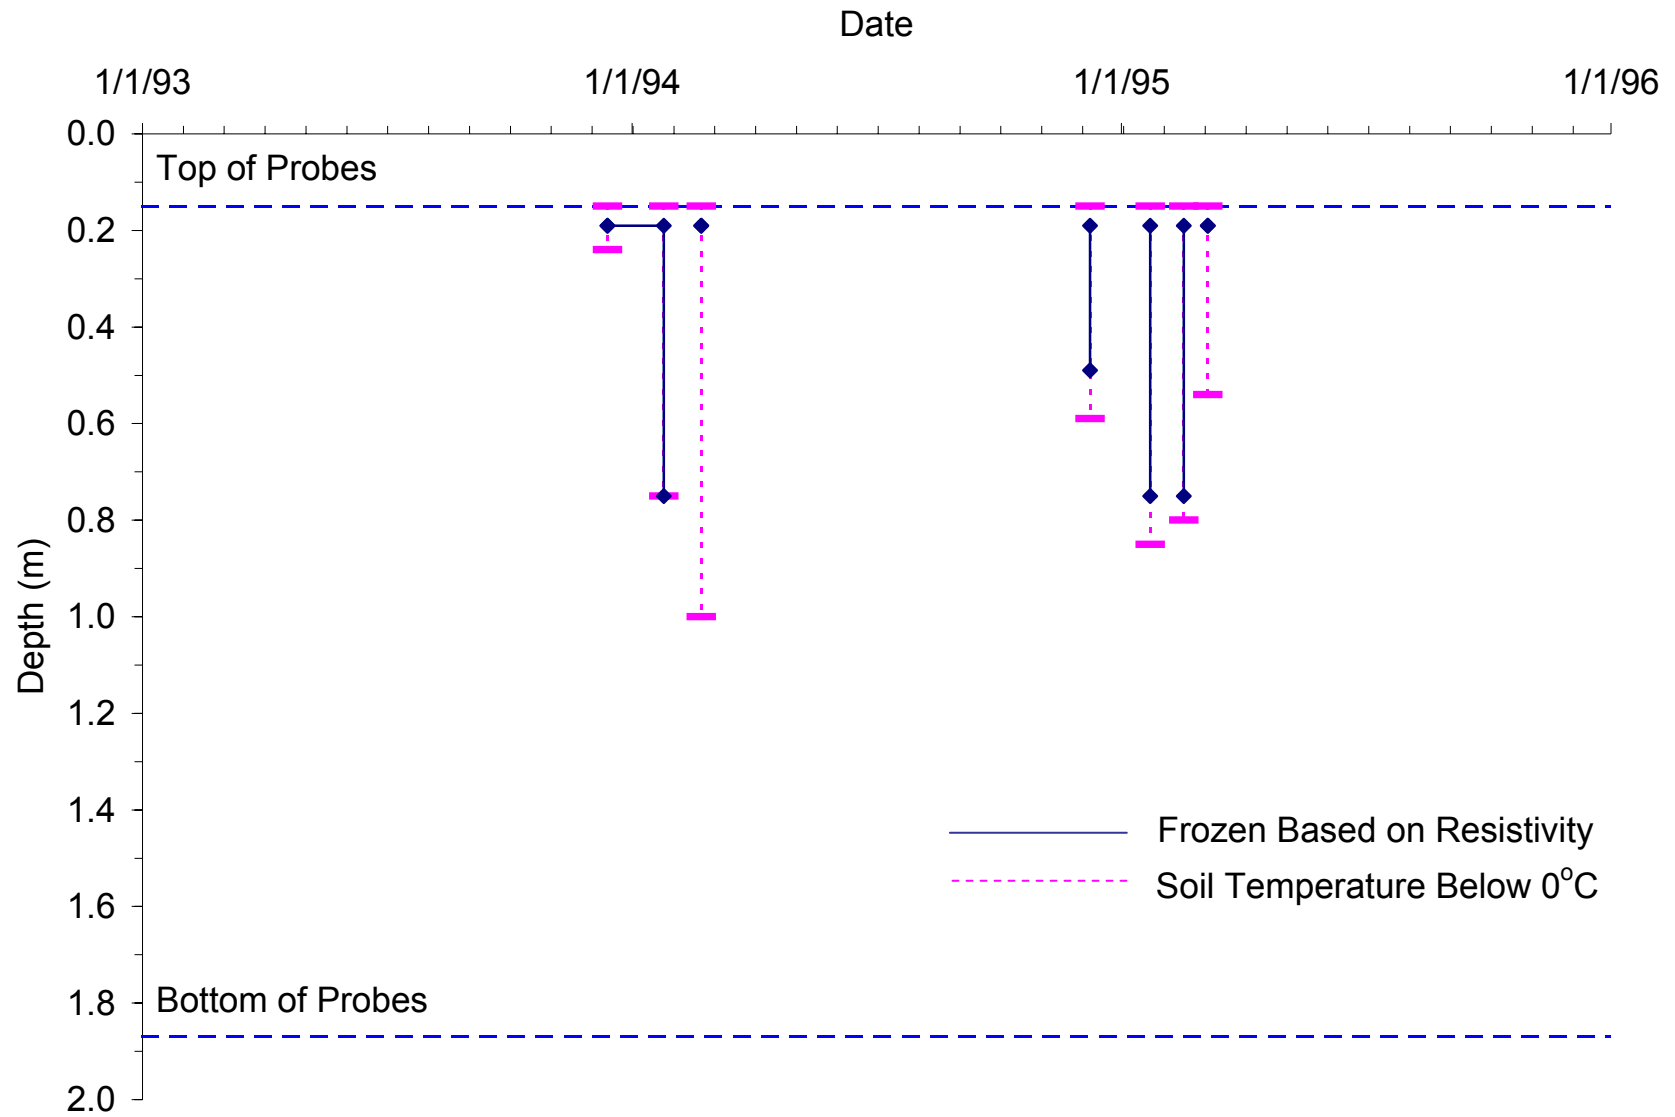 Date
1/1/93 1/1/94 1/1/95 1/1/96
0.0
Top of Probes
0.2
0.4
0.6
0.8
Depth (m)
1.0
1.2
1.4
Frozen Based on Resistivity
Soil Temperature Below 0°C
1.6
Bottom of Probes
1.8
2.0